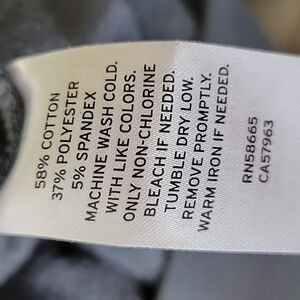 58% COTTON
37% POLYESTER
5% SPANDEX
MACHINE WASH COLD.
WITH LIKE COLORS.
ONLY NON-CHLORINE
BLEACH IF NEEDED.
TUMBLE DRY LOW.
REMOVE PROMPTLY.
WARM IRON IF NEEDED.
RN58665
CA57963